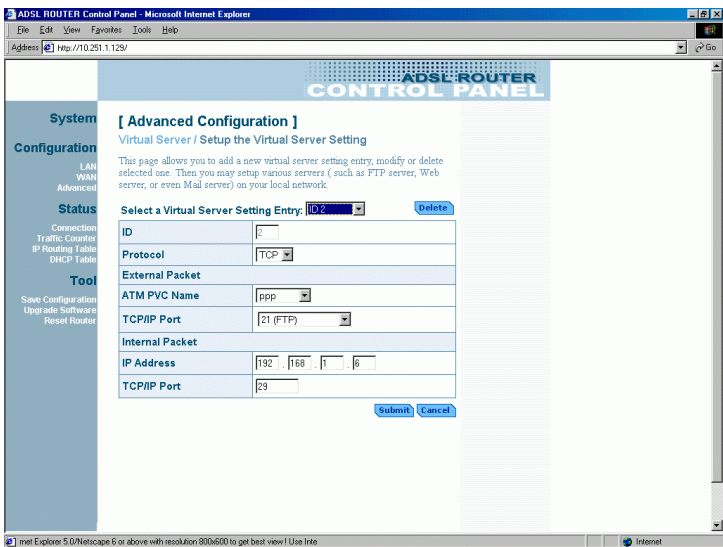 ADSL ROUTER Control Panel - Microsoft Internet Explorer
File Edit View Favorites Tools Help
Address http://10.251.1.129/ Go
ADSL ROUTER
CONTROL PANEL
System
Configuration
LAN
WAN
Advanced
Status
Connection
Traffic Counter
IP Routing Table
DHCP Table
Tool
Save Configuration
Upgrade Software
Reset Router
[ Advanced Configuration ]
Virtual Server / Setup the Virtual Server Setting
This page allows you to add a new virtual server setting entry, modify or delete
selected one. Then you may setup various servers ( such as FTP server, Web
server, or even Mail server) on your local network.
Select a Virtual Server Setting Entry: ID 2 Delete
ID 2
Protocol TCP
External Packet
ATM PVC Name ppp
TCP/IP Port 21 (FTP)
Internal Packet
IP Address 192 . 168 . 1 . 6
TCP/IP Port 29
Submit Cancel
rnet Explorer 5.0/Netscape 6 or above with resolution 800x600 to get best view ! Use Inte
Internet